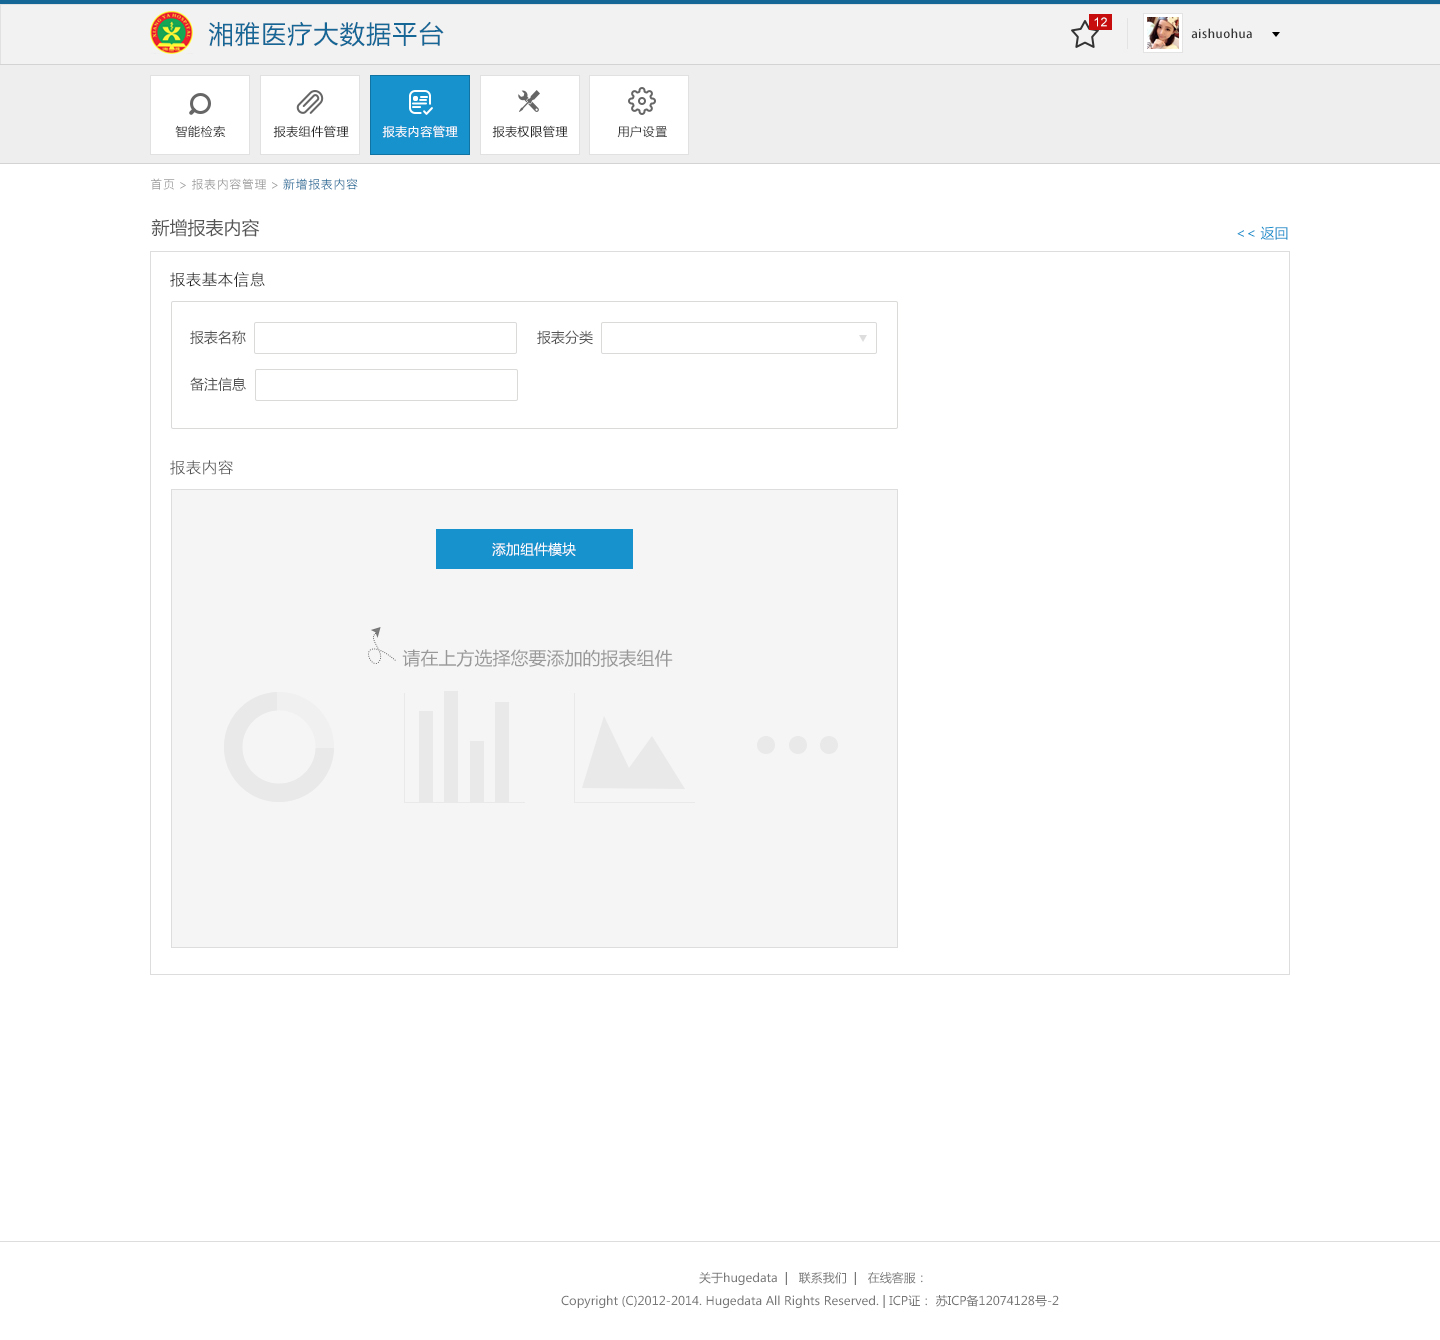 湘雅医疗大数据平台
12
aishuohua
智能检索
报表组件管理
报表内容管理
报表权限管理
用户设置
首页 > 报表内容管理 > 新增报表内容
新增报表内容
<< 返回
报表基本信息
报表名称
报表分类
备注信息
报表内容
添加组件模块
请在上方选择您要添加的报表组件
关于hugedata | 联系我们 | 在线客服：
Copyright (C)2012-2014. Hugedata All Rights Reserved. | ICP证： 苏ICP备12074128号-2